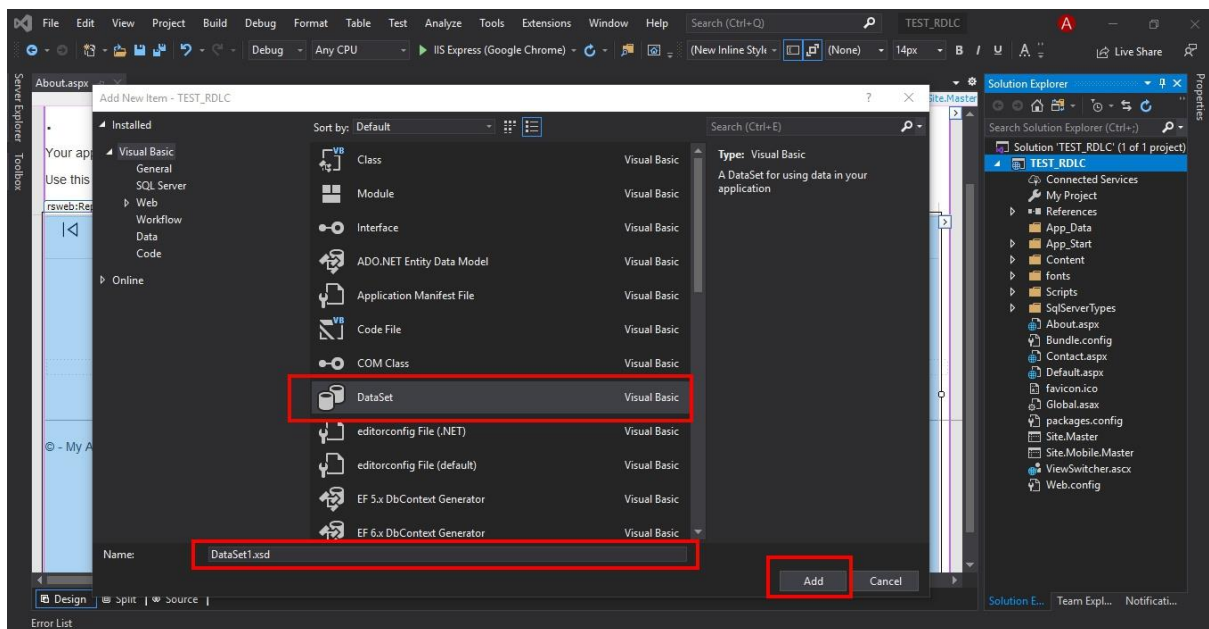 File Edit View Project Build Debug Format Table Test Analyze Tools Extensions Window Help Search (Ctrl+Q) TEST_RDLC A
Debug Any CPU IIS Express (Google Chrome) (New Inline Style (None) 14px B I U A Live Share
Server Explorer
Toolbox
About.aspx
Site.Master
Your app
Use this
rsweb:Rep
© - My A
Add New Item - TEST_RDLC ? ×
Installed
Visual Basic
General
SQL Server
Web
Workflow
Data
Code
Online
Sort by: Default
Search (Ctrl+E)
Class Visual Basic
Module Visual Basic
Interface Visual Basic
ADO.NET Entity Data Model Visual Basic
Application Manifest File Visual Basic
VB Code File Visual Basic
COM Class Visual Basic
DataSet Visual Basic
editorconfig File (.NET) Visual Basic
editorconfig File (default) Visual Basic
EF 5.x DbContext Generator Visual Basic
EF 6.x DbContext Generator Visual Basic
Type: Visual Basic
A DataSet for using data in your
application
Name: DataSet1.xsd
Add Cancel
Design Split Source
Error List
Solution Explorer
Search Solution Explorer (Ctrl+;)
Solution 'TEST_RDLC' (1 of 1 project)
TEST_RDLC
Connected Services
My Project
References
App_Data
App_Start
Content
fonts
Scripts
SqlServerTypes
About.aspx
Bundle.config
Contact.aspx
Default.aspx
favicon.ico
Global.asax
packages.config
Site.Master
Site.Mobile.Master
ViewSwitcher.ascx
Web.config
Solution E... Team Expl... Notificati...
Properties